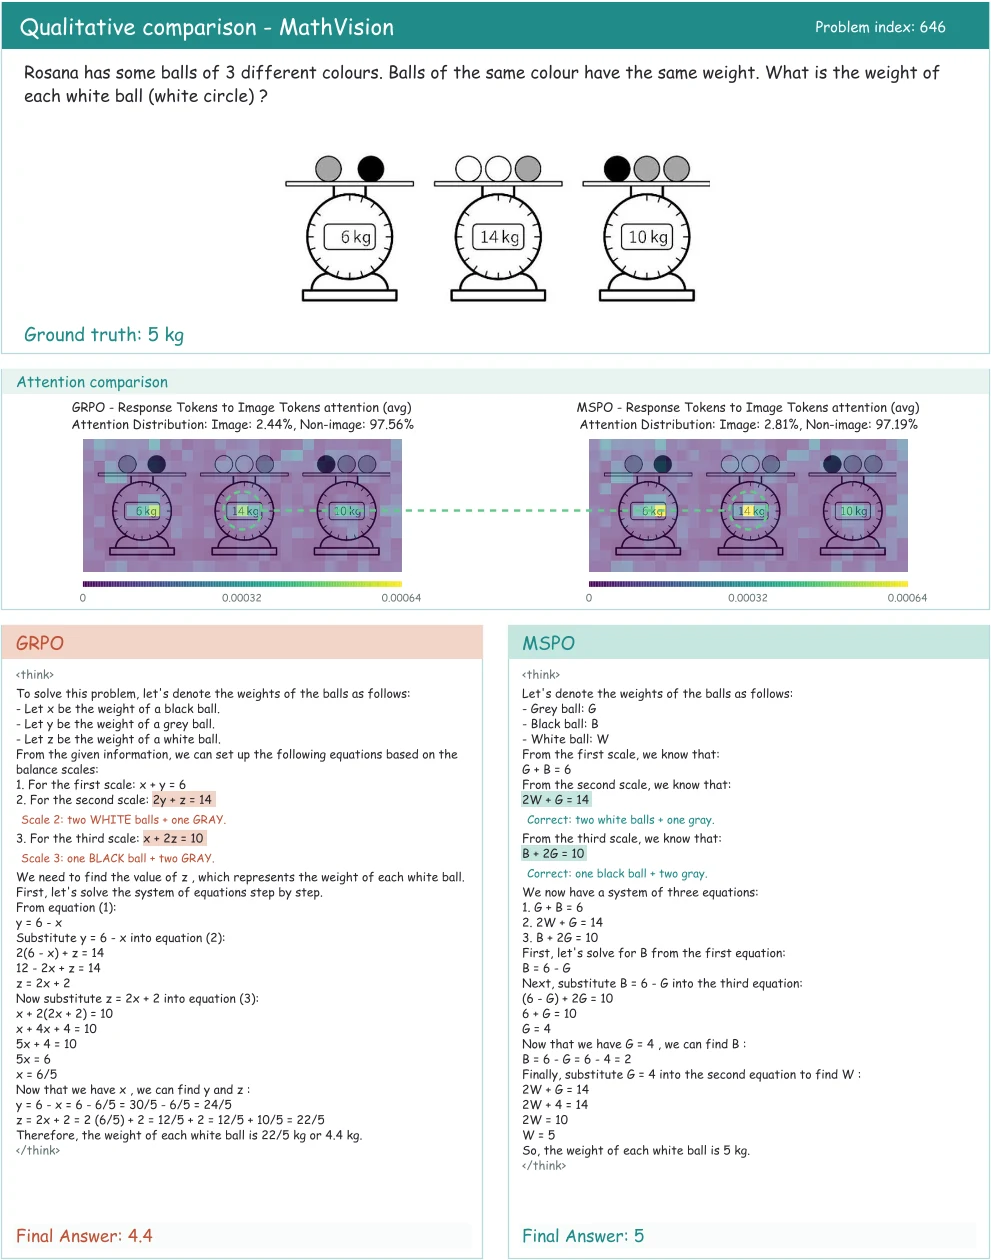 Qualitative comparison - MathVision
Problem index: 646
Rosana has some balls of 3 different colours. Balls of the same colour have the same weight. What is the weight of
each white ball (white circle) ?
6 kg
14 kg
10 kg
Ground truth: 5 kg
Attention comparison
GRPO - Response Tokens to Image Tokens attention (avg)
Attention Distribution: Image: 2.44%, Non-image: 97.56%
6 kg
14 kg
10 kg
0
0.00032
0.00064
MSPO - Response Tokens to Image Tokens attention (avg)
Attention Distribution: Image: 2.81%, Non-image: 97.19%
6 kg
14 kg
10 kg
0
0.00032
0.00064
GRPO
<think>
To solve this problem, let's denote the weights of the balls as follows:
- Let x be the weight of a black ball.
- Let y be the weight of a grey ball.
- Let z be the weight of a white ball.
From the given information, we can set up the following equations based on the
balance scales:
1. For the first scale: x + y = 6
2. For the second scale: 2y + z = 14
Scale 2: two WHITE balls + one GRAY.
3. For the third scale: x + 2z = 10
Scale 3: one BLACK ball + two GRAY.
We need to find the value of z , which represents the weight of each white ball.
First, let's solve the system of equations step by step.
From equation (1):
y = 6 - x
Substitute y = 6 - x into equation (2):
2(6 - x) + z = 14
12 - 2x + z = 14
z = 2x + 2
Now substitute z = 2x + 2 into equation (3):
x + 2(2x + 2) = 10
x + 4x + 4 = 10
5x + 4 = 10
5x = 6
x = 6/5
Now that we have x , we can find y and z :
y = 6 - x = 6 - 6/5 = 30/5 - 6/5 = 24/5
z = 2x + 2 = 2 (6/5) + 2 = 12/5 + 2 = 12/5 + 10/5 = 22/5
Therefore, the weight of each white ball is 22/5 kg or 4.4 kg.
</think>
Final Answer: 4.4
MSPO
<think>
Let's denote the weights of the balls as follows:
- Grey ball: G
- Black ball: B
- White ball: W
From the first scale, we know that:
G + B = 6
From the second scale, we know that:
2W + G = 14
Correct: two white balls + one gray.
From the third scale, we know that:
B + 2G = 10
Correct: one black ball + two gray.
We now have a system of three equations:
1. G + B = 6
2. 2W + G = 14
3. B + 2G = 10
First, let's solve for B from the first equation:
B = 6 - G
Next, substitute B = 6 - G into the third equation:
(6 - G) + 2G = 10
6 + G = 10
G = 4
Now that we have G = 4 , we can find B :
B = 6 - G = 6 - 4 = 2
Finally, substitute G = 4 into the second equation to find W :
2W + G = 14
2W + 4 = 14
2W = 10
W = 5
So, the weight of each white ball is 5 kg.
</think>
Final Answer: 5